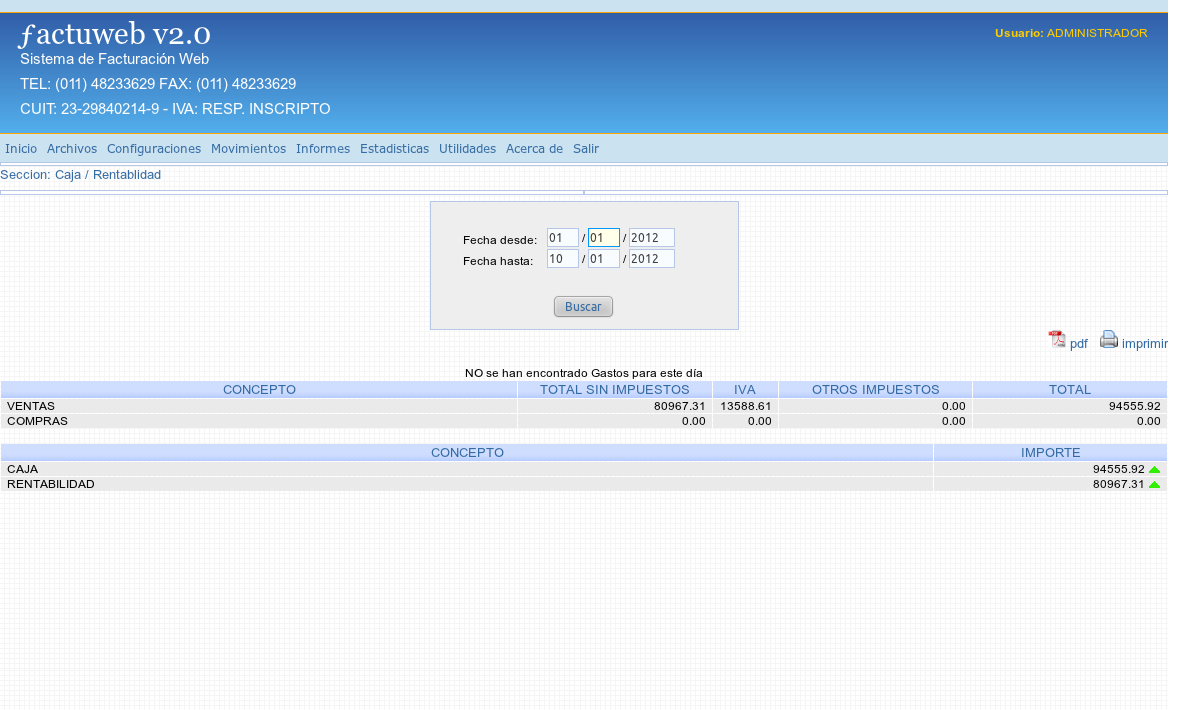 factuweb v2.0
Usuario: ADMINISTRADOR
Sistema de Facturación Web
TEL: (011) 48233629 FAX: (011) 48233629
CUIT: 23-29840214-9 - IVA: RESP. INSCRIPTO
Inicio Archivos Configuraciones Movimientos Informes Estadisticas Utilidades Acerca de Salir
Seccion: Caja / Rentablidad
Fecha desde: 01 / 01 / 2012
Fecha hasta: 10 / 01 / 2012
Buscar
pdf imprimir
NO se han encontrado Gastos para este día
CONCEPTO TOTAL SIN IMPUESTOS IVA OTROS IMPUESTOS TOTAL
VENTAS 80967.31 13588.61 0.00 94555.92
COMPRAS 0.00 0.00 0.00 0.00
CONCEPTO IMPORTE
CAJA 94555.92
RENTABILIDAD 80967.31